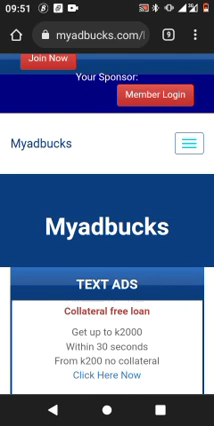 09:51
myadbucks.com/
9
Join Now
Your Sponsor:
Member Login
Myadbucks
Myadbucks
TEXT ADS
Collateral free loan
Get up to k2000
Within 30 seconds
From k200 no collateral
Click Here Now